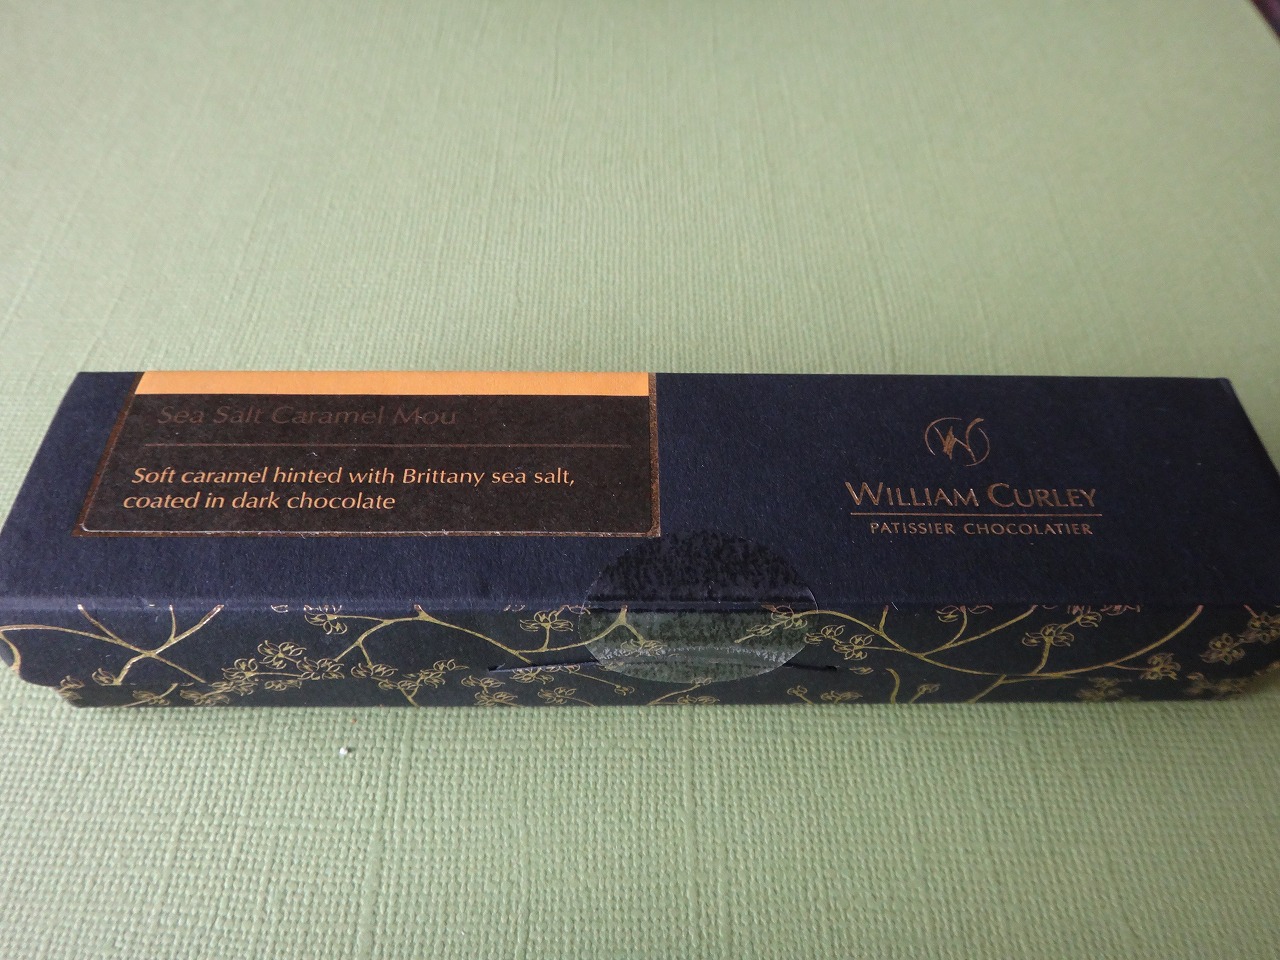 Sea Salt Caramel Mou
Soft caramel hinted with Brittany sea salt,
coated in dark chocolate
W
WILLIAM CURLEY
PATISSIER CHOCOLATIER